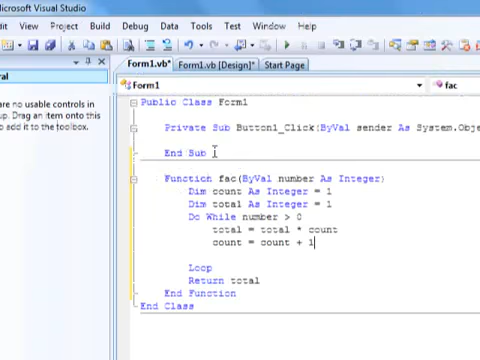 Microsoft Visual Studio
dit View Project Build Debug Data Tools Test Window Help
ral
Form1.vb* Form1.vb [Design]* Start Page
Form1 fac
re are no usable controls in
up. Drag an item onto this
to add it to the toolbox.
Public Class Form1
Private Sub Button1_Click(ByVal sender As System.Obje
End Sub
Function fac(ByVal number As Integer)
Dim count As Integer = 1
Dim total As Integer = 1
Do While number > 0
total = total * count
count = count + 1
Loop
Return total
End Function
End Class